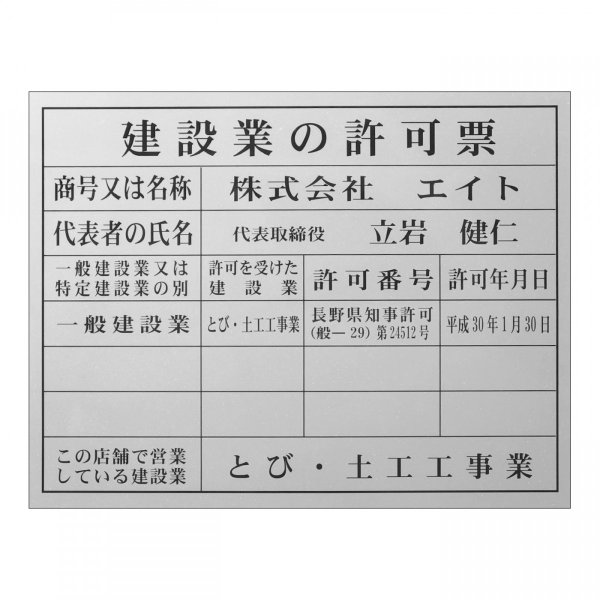 建設業の許可票
商号又は名称 株式会社 エイト
代表者の氏名 代表取締役 立岩 健仁
一般建設業又は
特定建設業の別
許可を受けた
建設業
許可番号
許可年月日
一般建設業
とび・土工工事業
長野県知事許可
(般—29)第24512号
平成30年1月30日
この店舗で営業
している建設業
とび・土工工事業